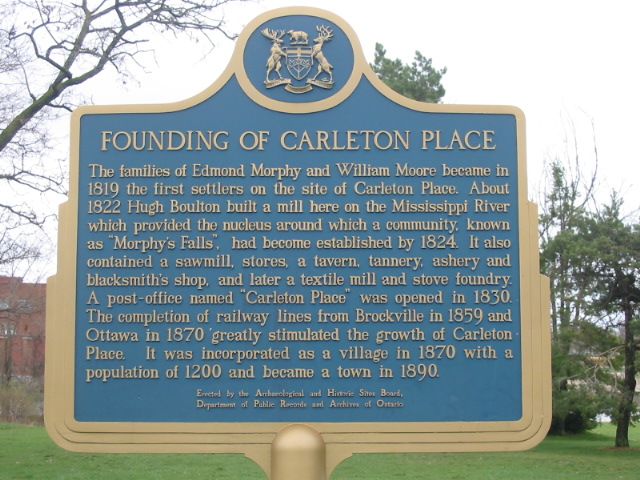 FOUNDING OF CARLETON PLACE
The families of Edmond Morphy and William Moore became in
1819 the first settlers on the site of Carleton Place. About
1822 Hugh Boulton built a mill here on the Mississippi River
which provided the nucleus around which a community, known
as "Morphy's Falls", had become established by 1824. It also
contained a sawmill, stores, a tavern, tannery, ashery and
blacksmith's shop, and later a textile mill and stove foundry.
A post-office named "Carleton Place" was opened in 1830.
The completion of railway lines from Brockville in 1859 and
Ottawa in 1870 greatly stimulated the growth of Carleton
Place. It was incorporated as a village in 1870 with a
population of 1200 and became a town in 1890.
Erected by the Archaeological and Historic Sites Board,
Department of Public Records and Archives of Ontario